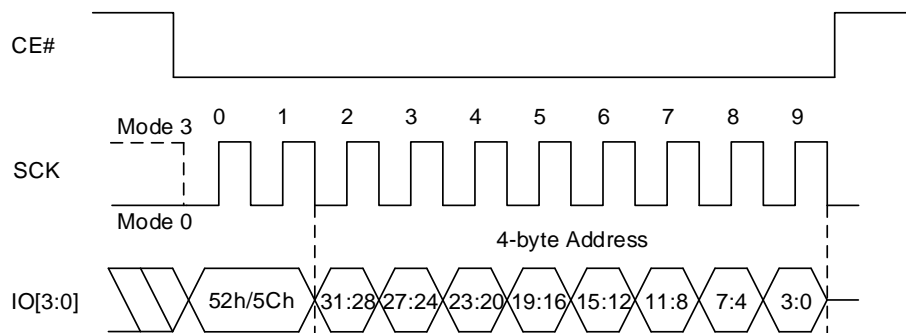 CE#
0 1 2 3 4 5 6 7 8 9
Mode 3
SCK
Mode 0
4-byte Address
IO[3:0] 52h/5Ch 31:28 27:24 23:20 19:16 15:12 11:8 7:4 3:0